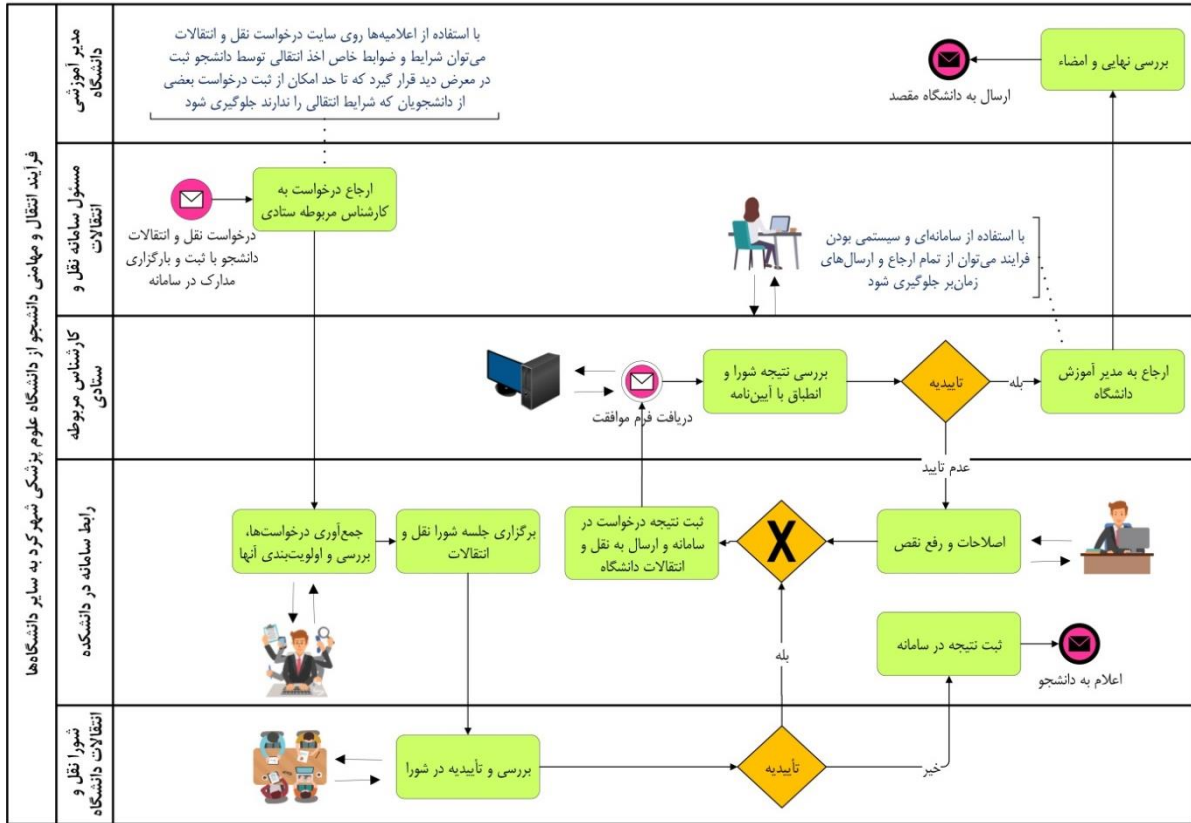 فرآیند انتقال و مهامنی دانشجو از دانشگاه علوم پزشکی شهرکرد به سایر دانشگاه‌ها
مدیر آموزشی
دانشگاه
با استفاده از اعلامیه‌ها روی سایت درخواست نقل و انتقالات
می‌توان شرایط و ضوابط خاص اخذ انتقالی توسط دانشجو ثبت
در معرض دید قرار گیرد که تا حد امکان از ثبت درخواست بعضی
از دانشجویان که شرایط انتقالی را ندارند جلوگیری شود
ارسال به دانشگاه مقصد
بررسی نهایی و امضاء
مسئول سامانه نقل و
انتقالات
درخواست نقل و انتقالات
دانشجو با ثبت و بارگزاری
مدارک در سامانه
ارجاع درخواست به
کارشناس مربوطه ستادی
با استفاده از سامانه‌ای و سیستمی بودن
فرایند می‌توان از تمام ارجاع و ارسال‌های
زمان‌بر جلوگیری شود
کارشناس مربوطه
ستادی
دریافت فرم موافقت
بررسی نتیجه شورا و
انطباق با آیین‌نامه
تاییدیه
بله
ارجاع به مدیر آموزش
دانشگاه
عدم تایید
رابط سامانه در دانشکده
جمع‌آوری درخواست‌ها،
بررسی و اولویت‌بندی آنها
برگزاری جلسه شورا نقل و
انتقالات
ثبت نتیجه درخواست در
سامانه و ارسال به نقل و
انتقالات دانشگاه
X
اصلاحات و رفع نقص
بله
ثبت نتیجه در سامانه
اعلام به دانشجو
شورا نقل و
انتقالات دانشگاه
بررسی و تأییدیه در شورا
تأییدیه
خیر